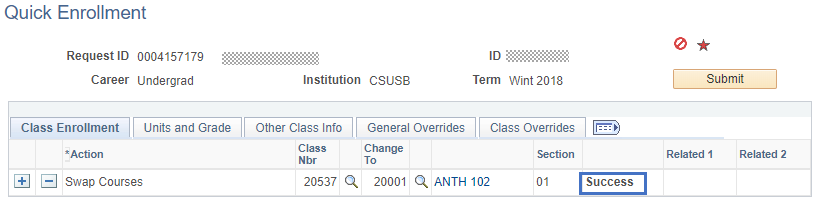 Quick Enrollment
Request ID 0004157179 ID
Career Undergrad Institution CSUSB Term Wint 2018 Submit
Class Enrollment Units and Grade Other Class Info General Overrides Class Overrides
*Action Class Nbr Change To Section Related 1 Related 2
Swap Courses 20537 20001 ANTH 102 01 Success